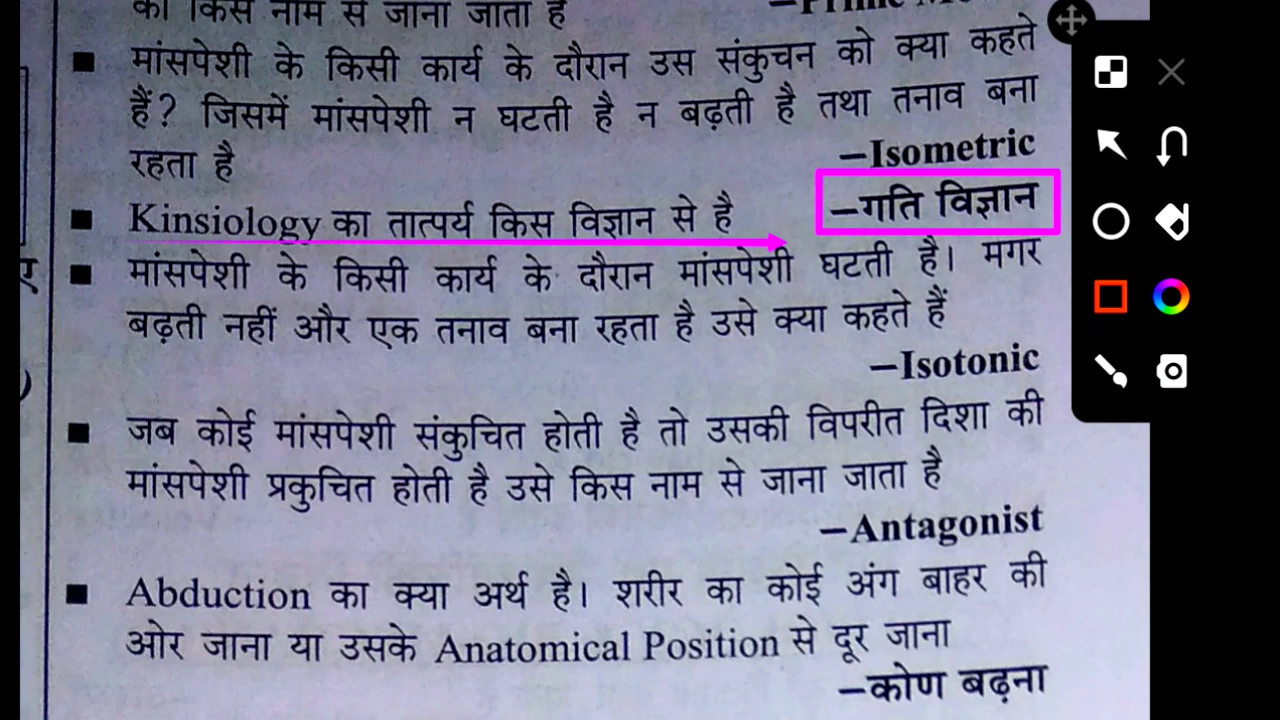 को किस नाम से जाना जाता है
मांसपेशी के किसी कार्य के दौरान उस संकुचन को क्या कहते
हैं? जिसमें मांसपेशी न घटती है न बढ़ती है तथा तनाव बना
रहता है –Isometric
Kinsiology का तात्पर्य किस विज्ञान से है –गति विज्ञान
मांसपेशी के किसी कार्य के दौरान मांसपेशी घटती है। मगर
बढ़ती नहीं और एक तनाव बना रहता है उसे क्या कहते हैं
–Isotonic
जब कोई मांसपेशी संकुचित होती है तो उसकी विपरीत दिशा की
मांसपेशी प्रकुचित होती है उसे किस नाम से जाना जाता है
–Antagonist
Abduction का क्या अर्थ है। शरीर का कोई अंग बाहर की
ओर जाना या उसके Anatomical Position से दूर जाना
–कोण बढ़ना